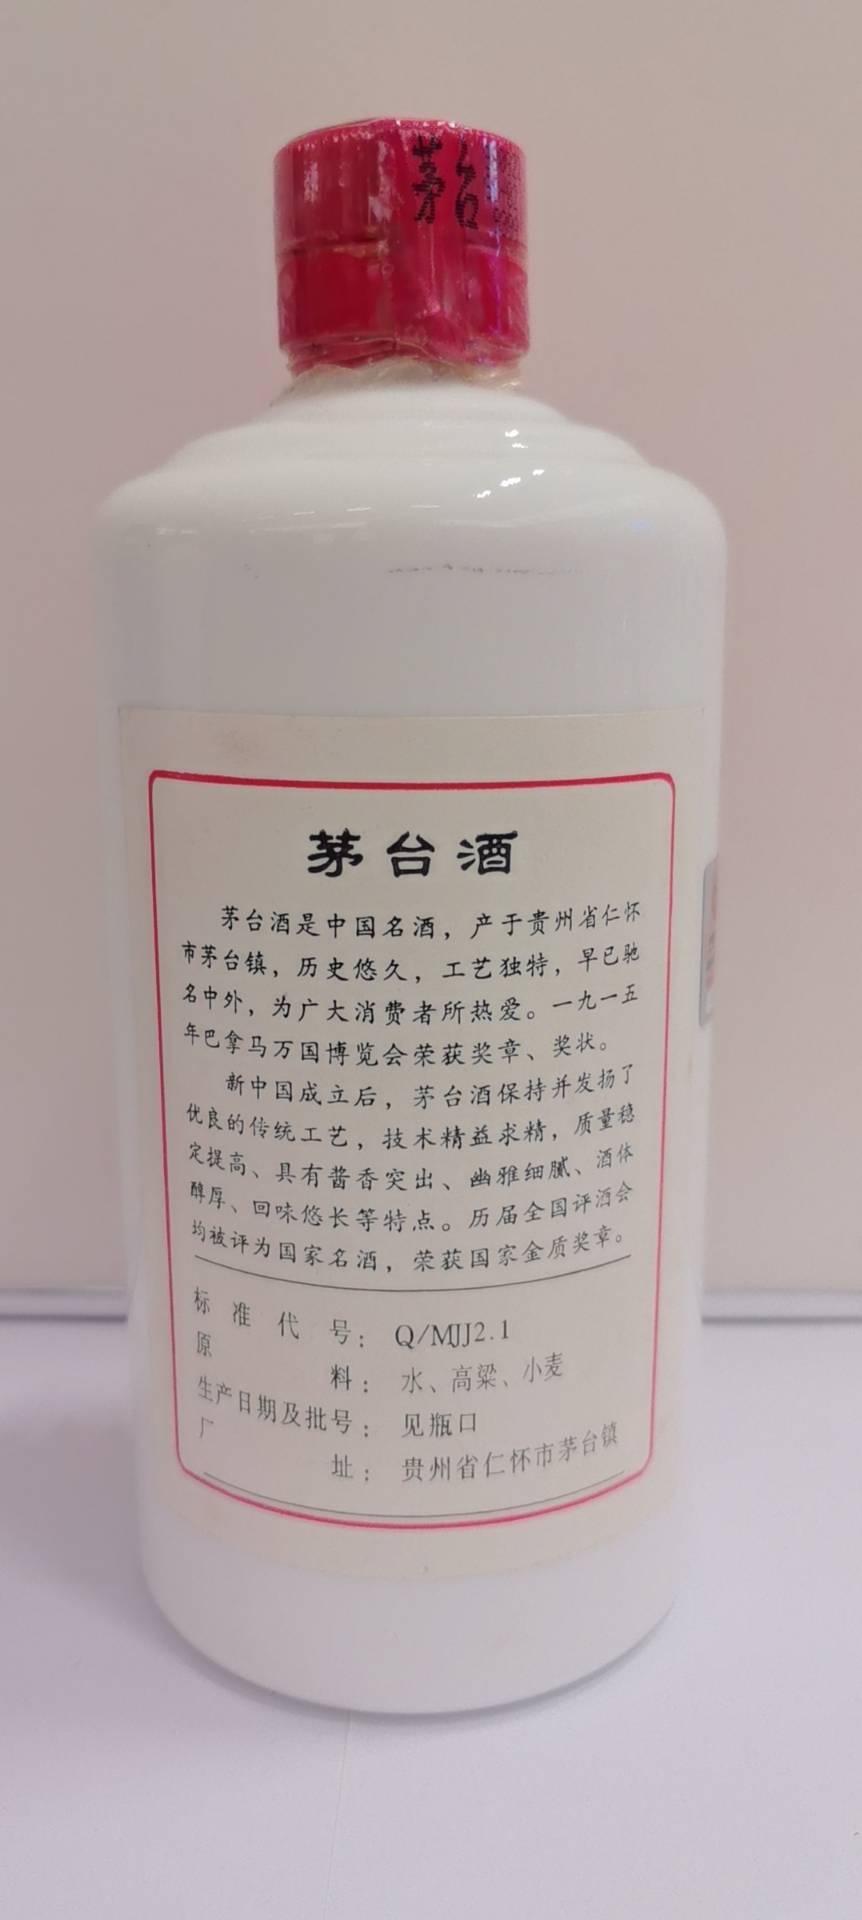 茅台
茅台酒
茅台酒是中国名酒，产于贵州省仁怀
市茅台镇，历史悠久，工艺独特，早已驰
名中外，为广大消费者所热爱。一九一五
年巴拿马万国博览会荣获奖章、奖状。
新中国成立后，茅台酒保持并发扬了
优良的传统工艺，技术精益求精，质量稳
定提高、具有酱香突出、幽雅细腻、酒体
醇厚、回味悠长等特点。历届全国评酒会
均被评为国家名酒，荣获国家金质奖章。
标准代号：Q/MJJ2.1
原料：水、高粱、小麦
生产日期及批号：见瓶口
厂址：贵州省仁怀市茅台镇